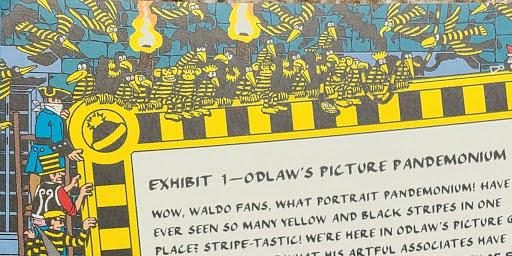 EXHIBIT 1—ODLAW'S PICTURE PANDEMONIUM
WOW, WALDO FANS, WHAT PORTRAIT PANDEMONIUM! HAVE
EVER SEEN SO MANY YELLOW AND BLACK STRIPES IN ONE
PLACE? STRIPE-TASTIC! WE'RE HERE IN ODLAW'S PICTURE G
WHAT HIS ARTFUL ASSOCIATES HAVE